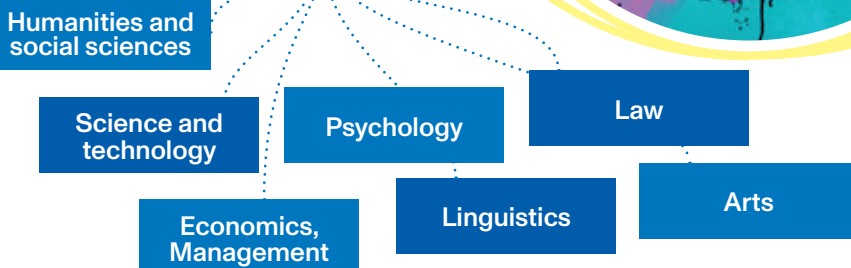 Humanities and
social sciences
Science and
technology
Psychology
Law
Economics,
Management
Linguistics
Arts